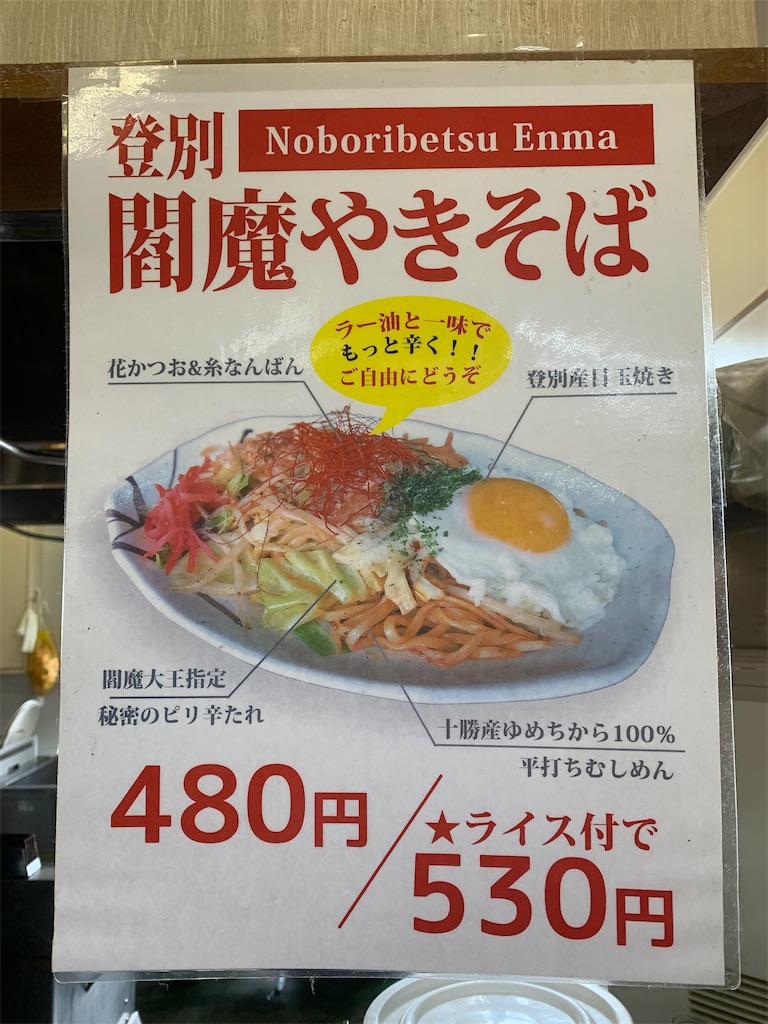 登別 Noboribetsu Enma
閻魔やきそば
ラー油と一味で
もっと辛く！！
ご自由にどうぞ
花かつお&糸なんばん
登別産目玉焼き
閻魔大王指定
秘密のピリ辛たれ
十勝産ゆめちから100%
平打ちむしめん
480円
★ライス付で
530円